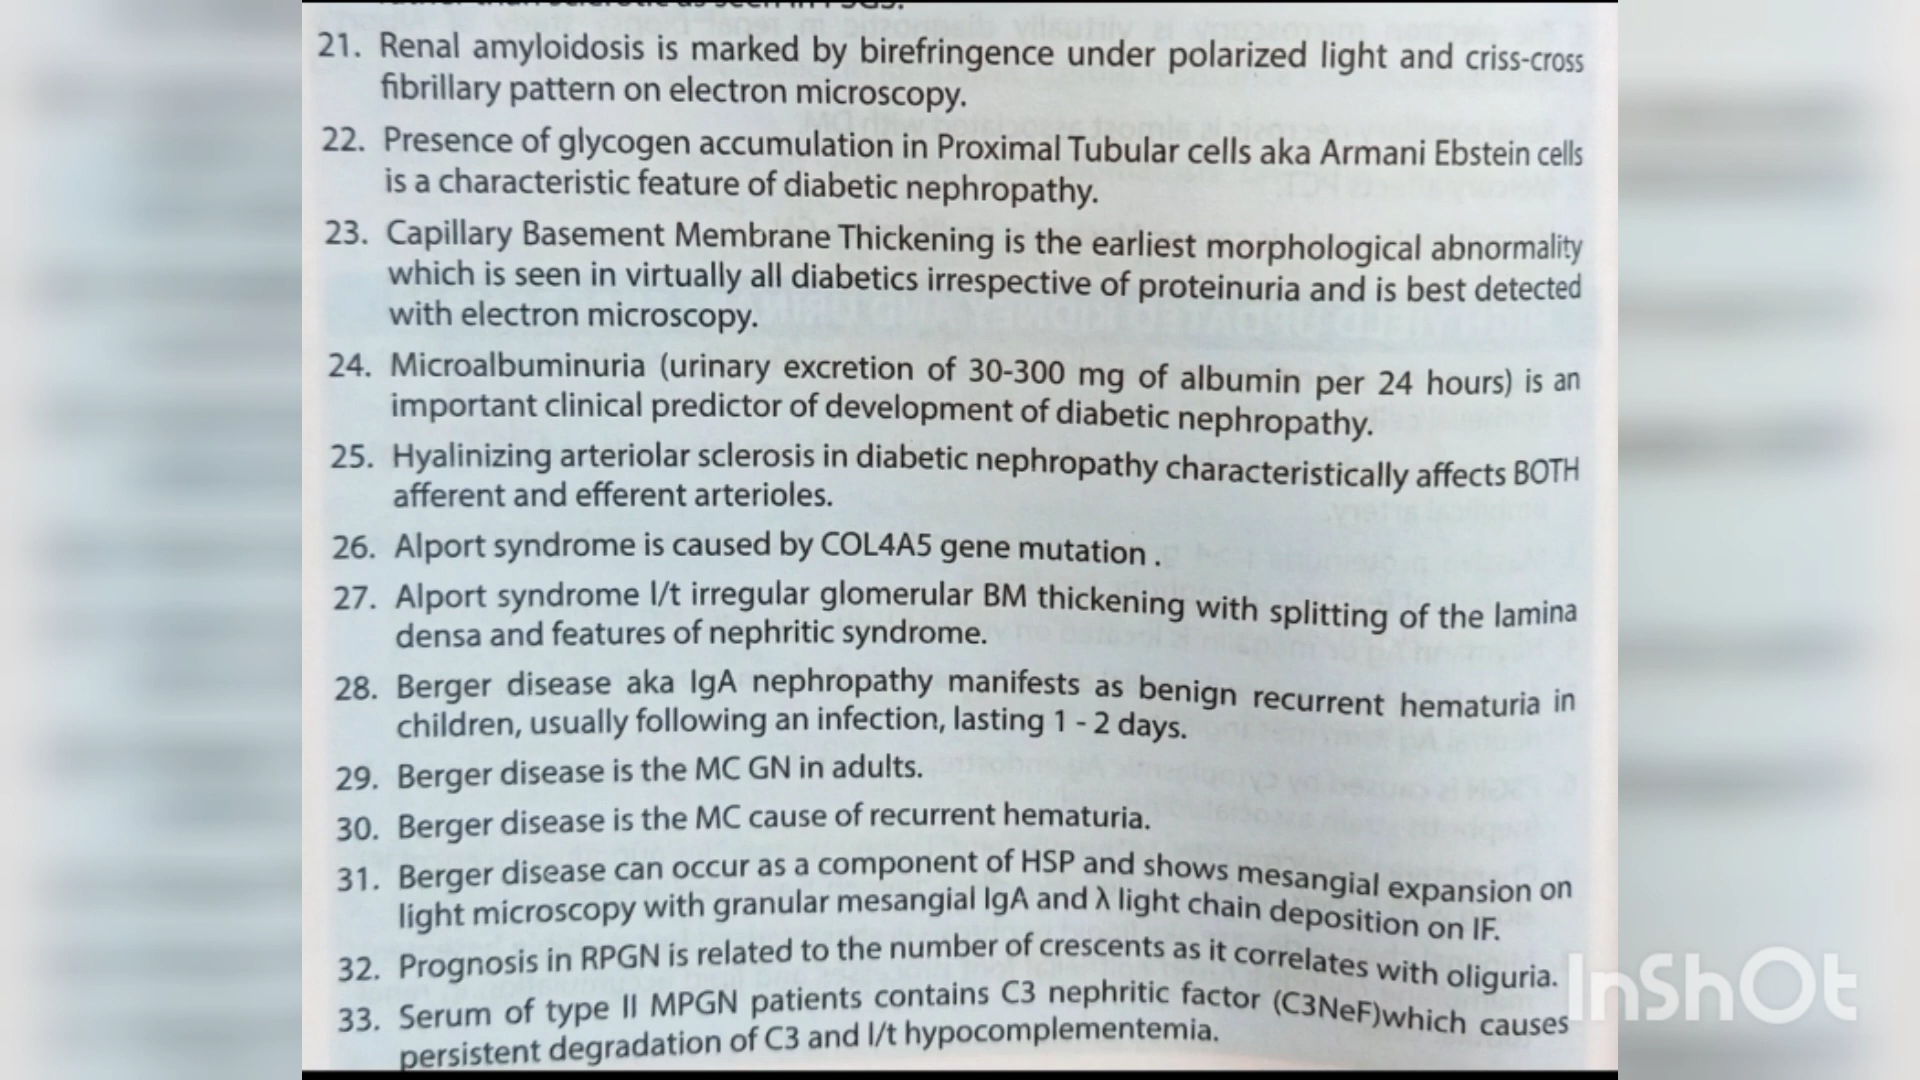 21. Renal amyloidosis is marked by birefringence under polarized light and criss-cross
fibrillary pattern on electron microscopy.
22. Presence of glycogen accumulation in Proximal Tubular cells aka Armani Ebstein cells
is a characteristic feature of diabetic nephropathy.
23. Capillary Basement Membrane Thickening is the earliest morphological abnormality
which is seen in virtually all diabetics irrespective of proteinuria and is best detected
with electron microscopy.
24. Microalbuminuria (urinary excretion of 30-300 mg of albumin per 24 hours) is an
important clinical predictor of development of diabetic nephropathy.
25. Hyalinizing arteriolar sclerosis in diabetic nephropathy characteristically affects BOTH
afferent and efferent arterioles.
26. Alport syndrome is caused by COL4A5 gene mutation .
27. Alport syndrome l/t irregular glomerular BM thickening with splitting of the lamina
densa and features of nephritic syndrome.
28. Berger disease aka IgA nephropathy manifests as benign recurrent hematuria in
children, usually following an infection, lasting 1 - 2 days.
29. Berger disease is the MC GN in adults.
30. Berger disease is the MC cause of recurrent hematuria.
31. Berger disease can occur as a component of HSP and shows mesangial expansion on
light microscopy with granular mesangial IgA and λ light chain deposition on IF.
32. Prognosis in RPGN is related to the number of crescents as it correlates with oliguria.
33. Serum of type II MPGN patients contains C3 nephritic factor (C3NeF)which causes
persistent degradation of C3 and l/t hypocomplementemia.
InShOt